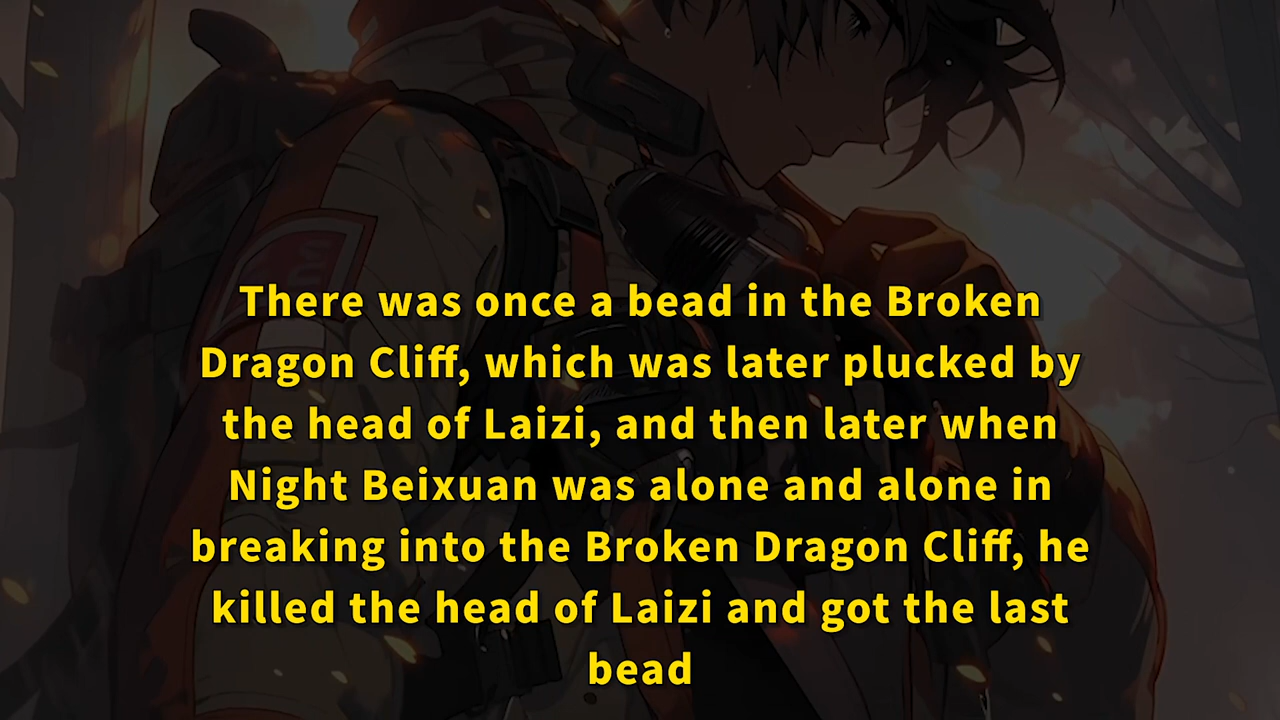 There was once a bead in the Broken
Dragon Cliff, which was later plucked by
the head of Laizi, and then later when
Night Beixuan was alone and alone in
breaking into the Broken Dragon Cliff, he
killed the head of Laizi and got the last
bead